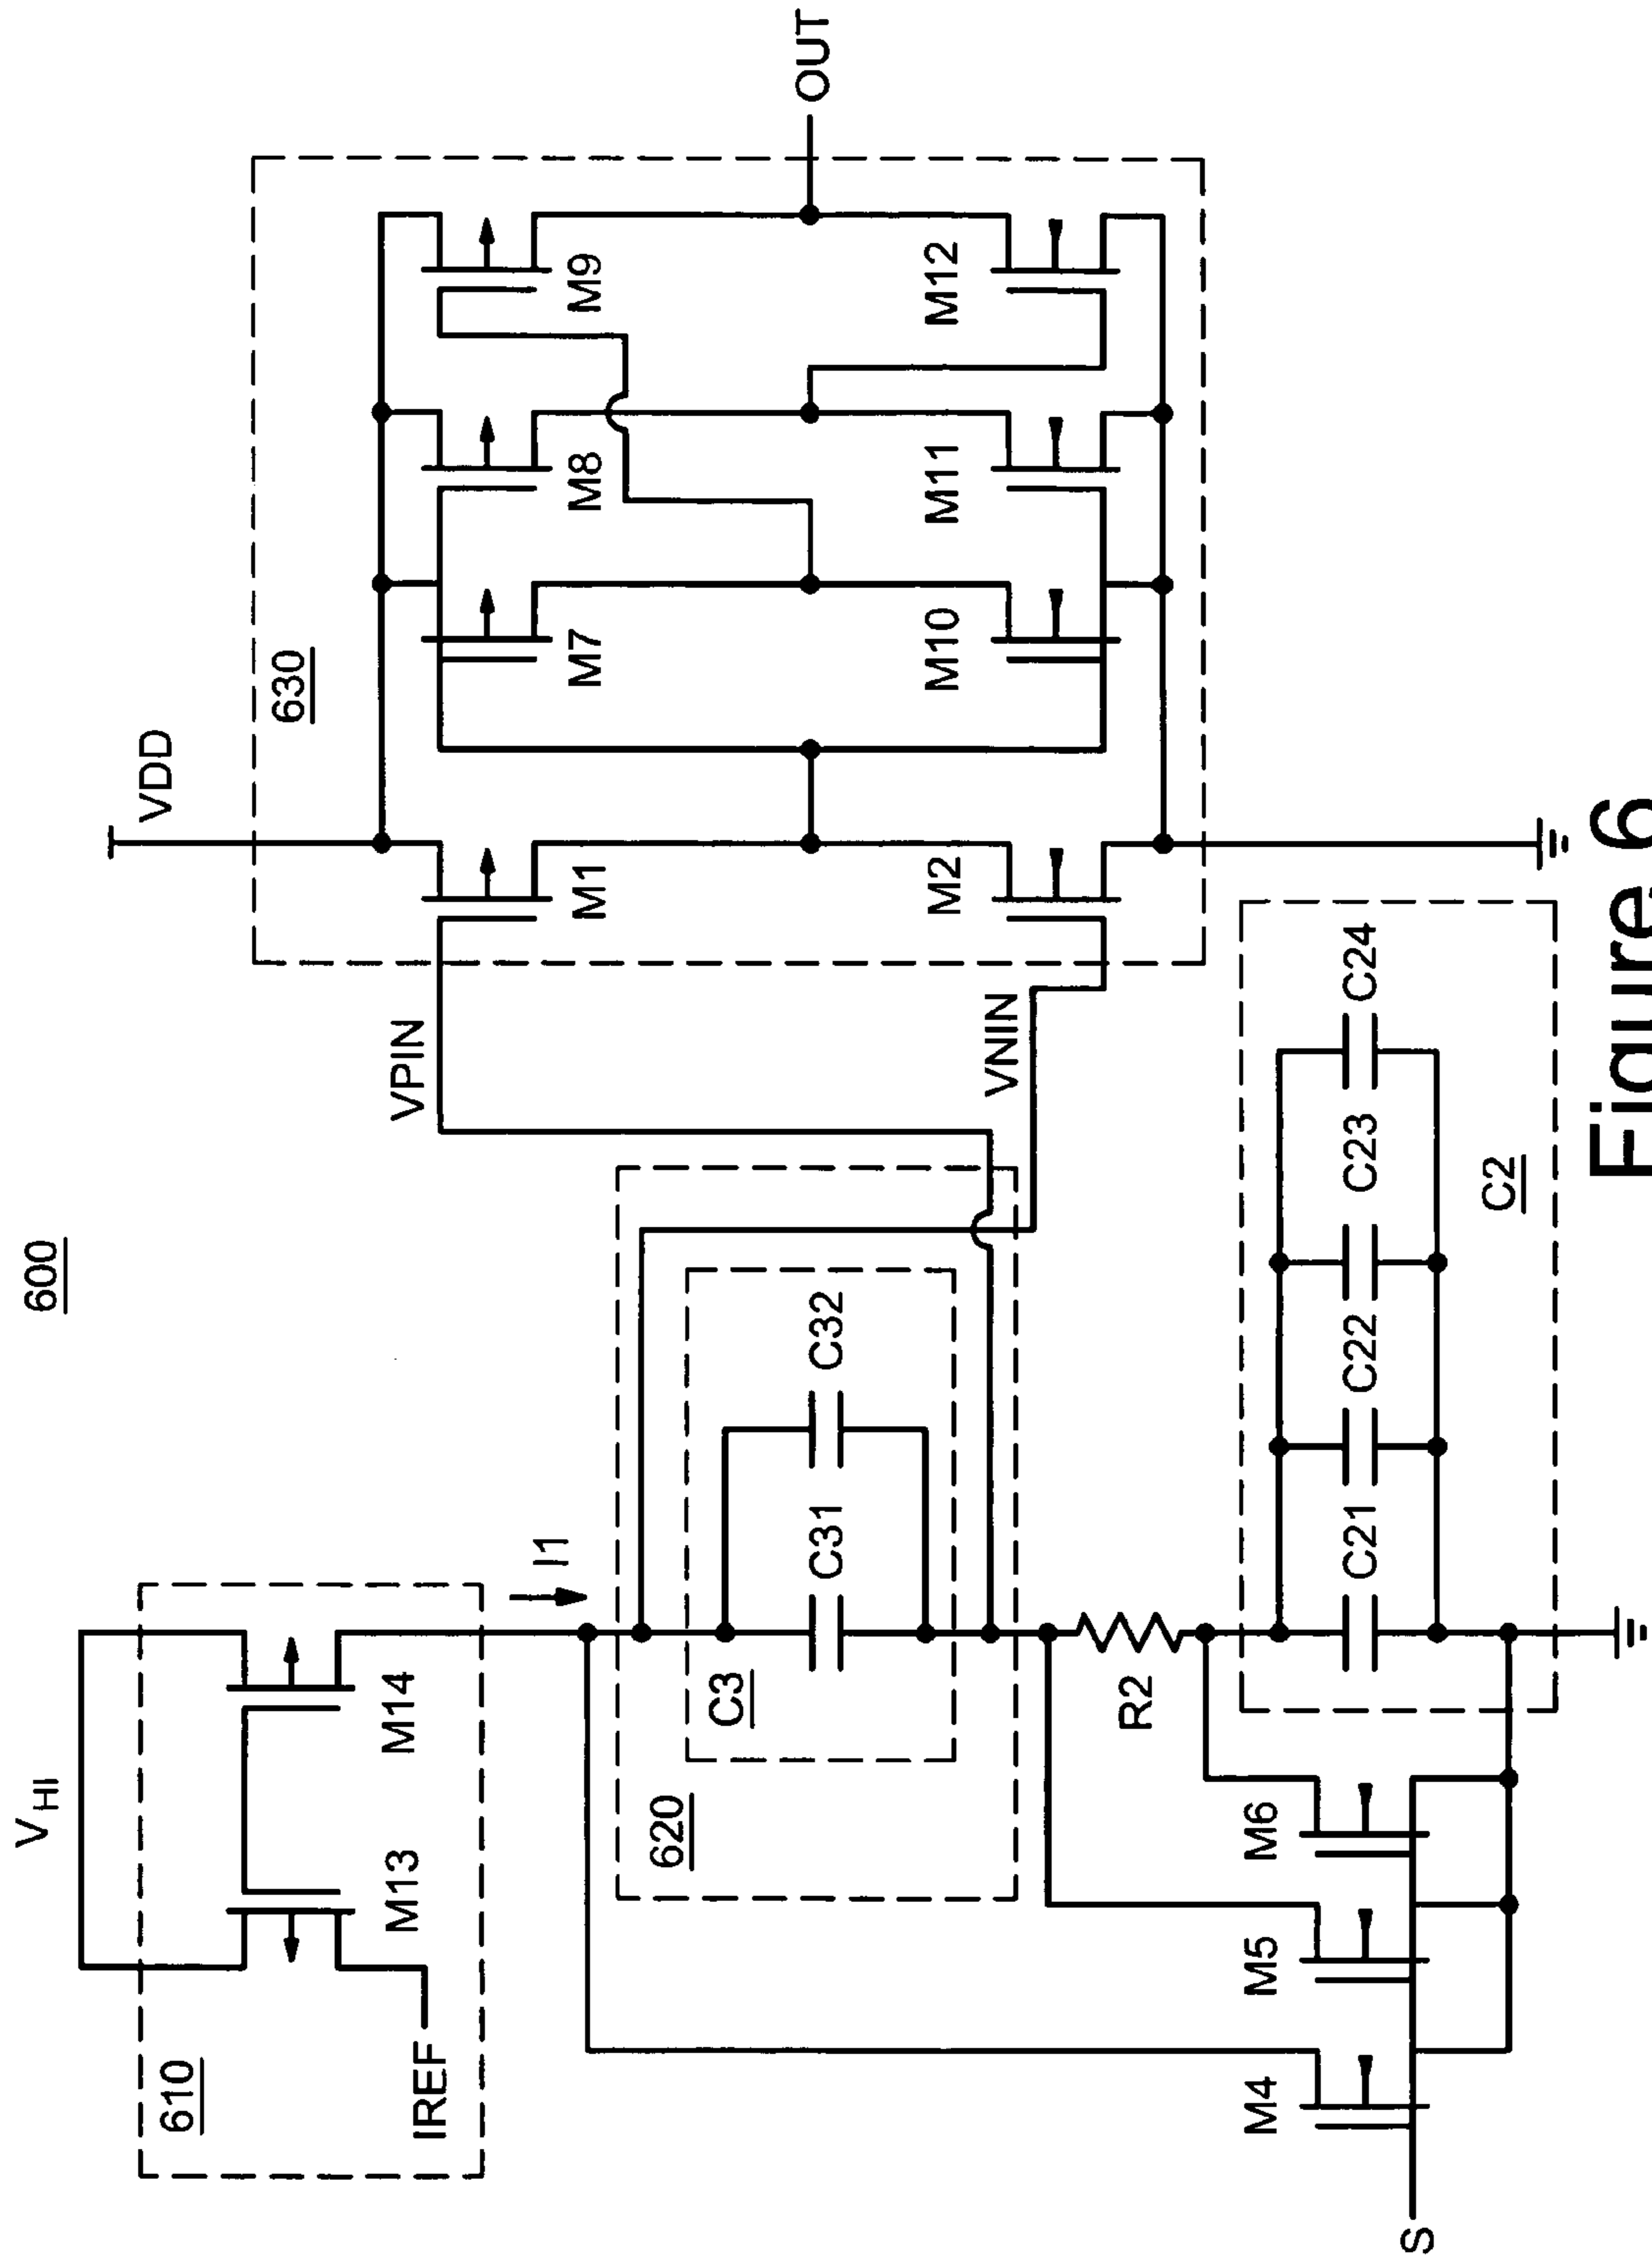 600
V HI
610
M13
M14
IREF
I1
620
C3
C31
C32
VPIN
VNIN
VDD
630
M1
M2
M7
M8
M9
M10
M11
M12
OUT
R2
M4
M5
M6
S
C21
C22
C23
C24
C2
Figure 6